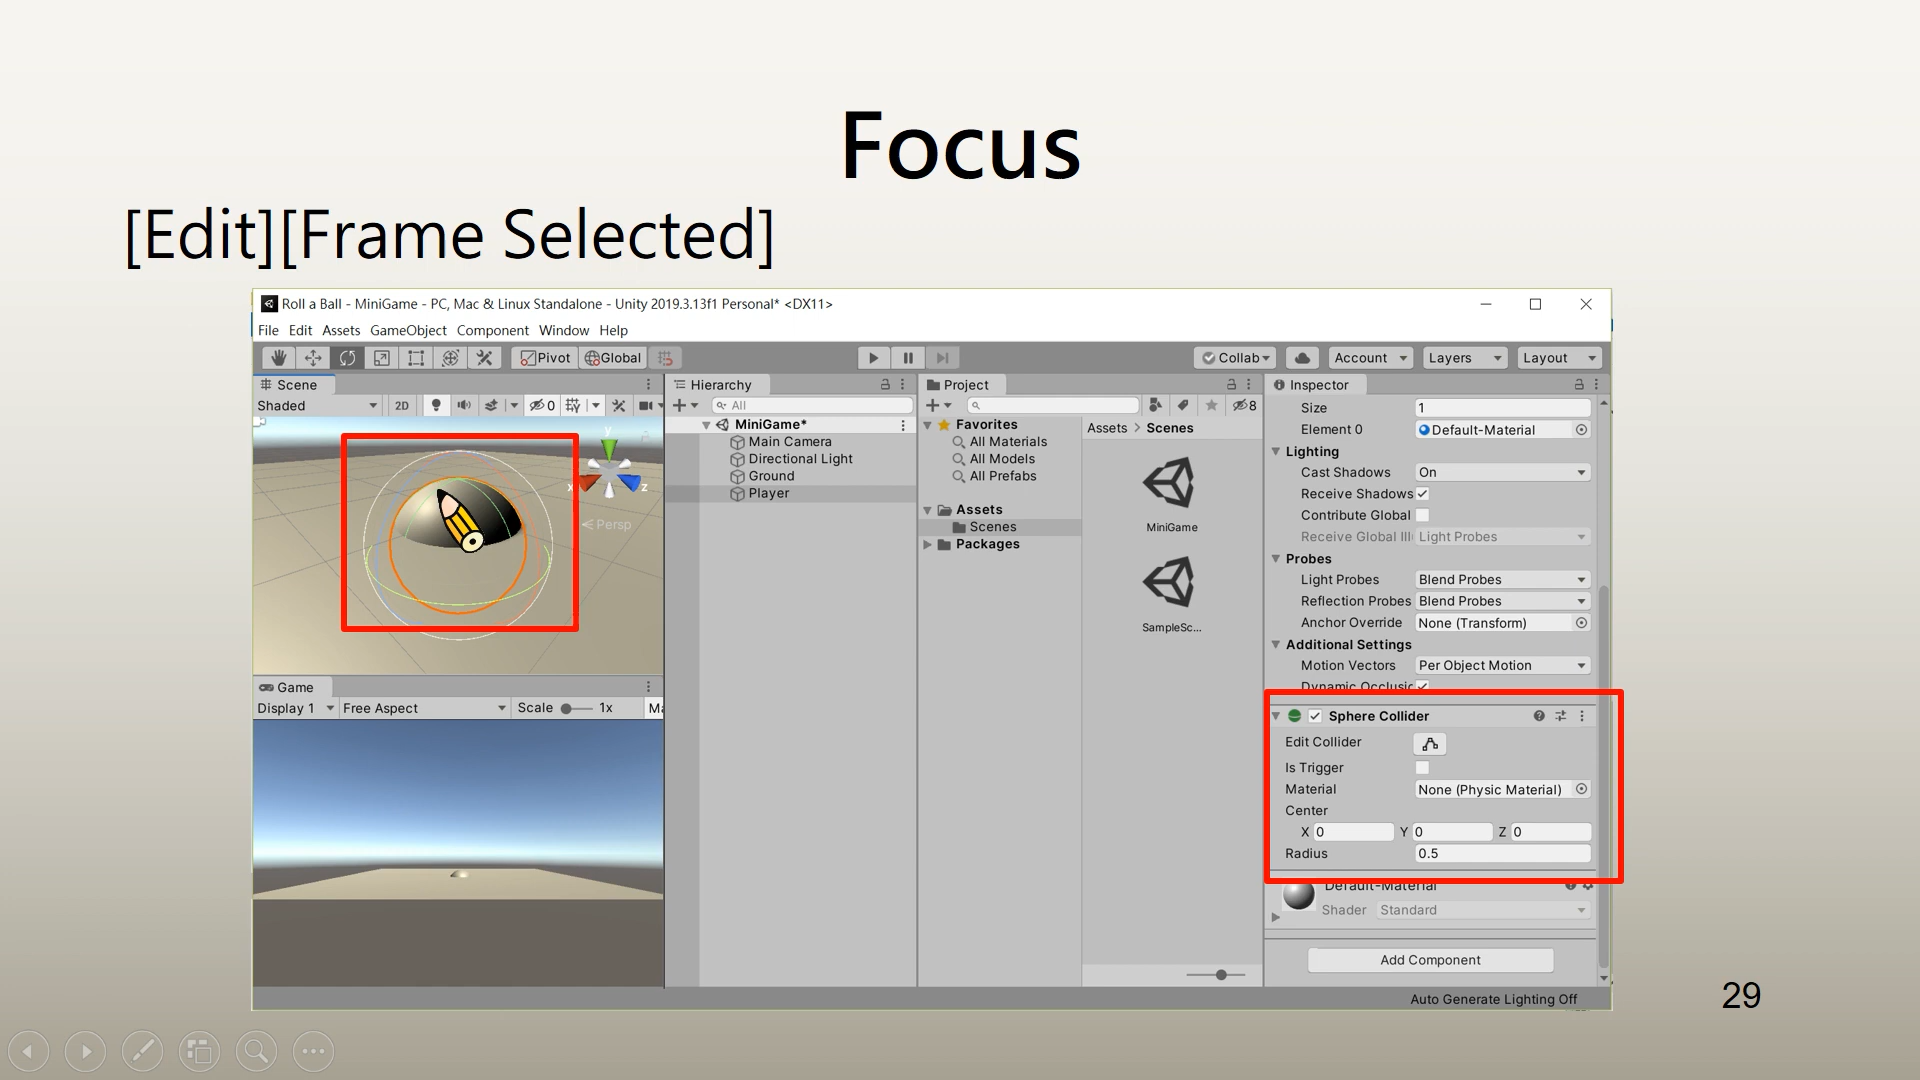 Focus
[Edit][Frame Selected]
Roll a Ball - MiniGame - PC, Mac & Linux Standalone - Unity 2019.3.13f1 Personal* <DX11>
File Edit Assets GameObject Component Window Help
Pivot Global Collab Account Layers Layout
Scene
Shaded 2D 0
y
x z
Persp
Game
Display 1 Free Aspect Scale 1x
Hierarchy
All
MiniGame*
Main Camera
Directional Light
Ground
Player
Project
8
Favorites
All Materials
All Models
All Prefabs
Assets
Scenes
Packages
Assets > Scenes
MiniGame
SampleSc...
Inspector
Size 1
Element 0 Default-Material
Lighting
Cast Shadows On
Receive Shadows
Contribute Global
Receive Global Ill Light Probes
Probes
Light Probes Blend Probes
Reflection Probes Blend Probes
Anchor Override None (Transform)
Additional Settings
Motion Vectors Per Object Motion
Dynamic Occlusic
Sphere Collider
Edit Collider
Is Trigger
Material None (Physic Material)
Center
X 0 Y 0 Z 0
Radius 0.5
Default-Material
Shader Standard
Add Component
Auto Generate Lighting Off
29